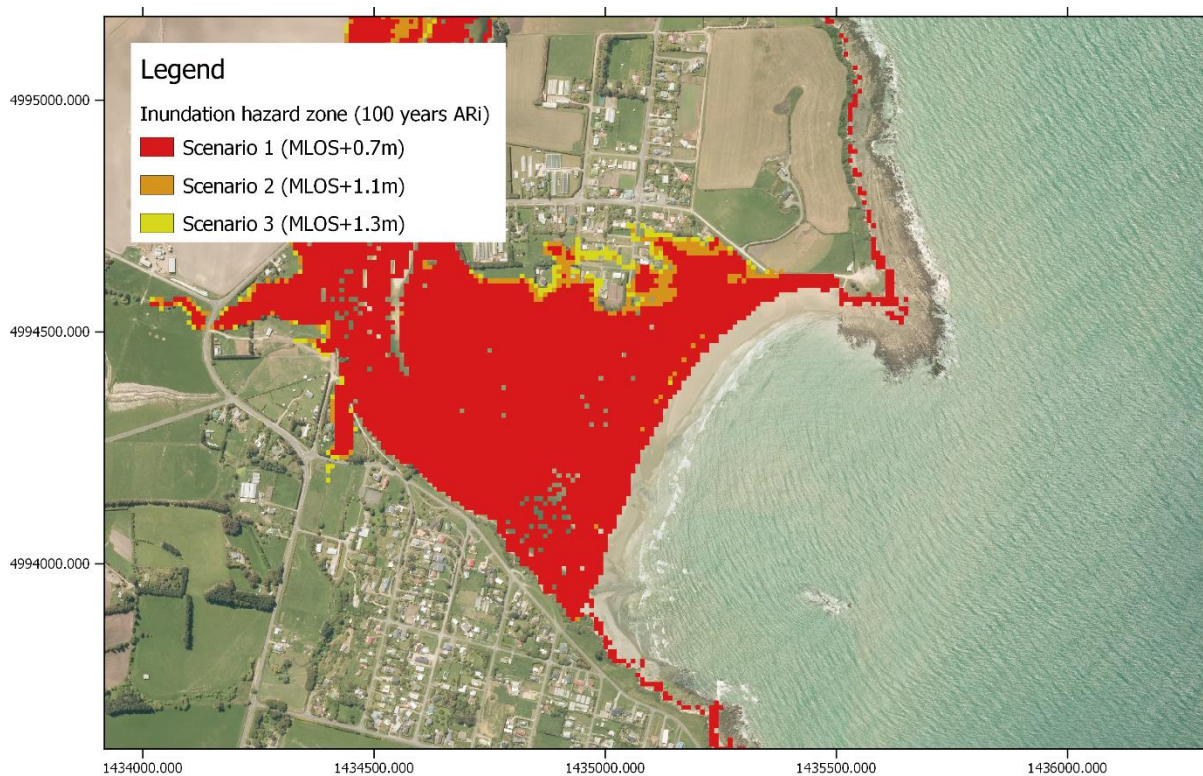 Legend
Inundation hazard zone (100 years ARi)
Scenario 1 (MLOS+0.7m)
Scenario 2 (MLOS+1.1m)
Scenario 3 (MLOS+1.3m)
4995000.000
4994500.000
4994000.000
1434000.000 1434500.000 1435000.000 1435500.000 1436000.000